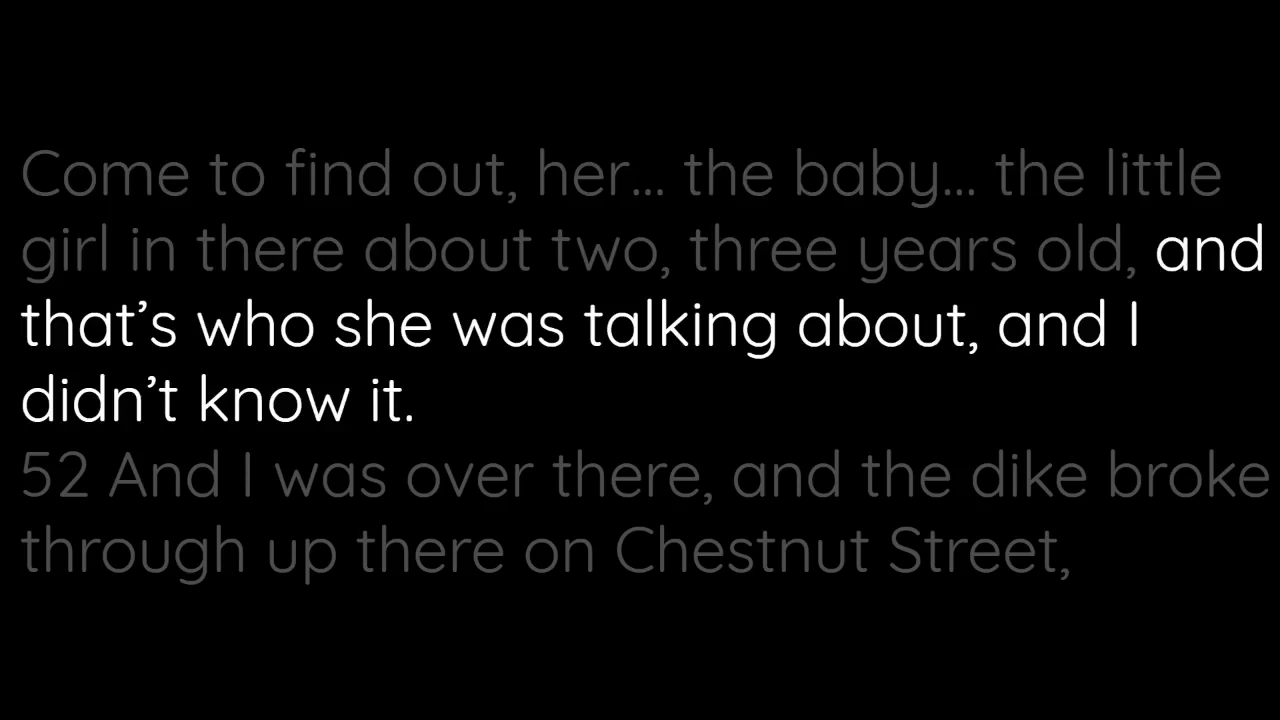 Come to find out, her... the baby... the little
girl in there about two, three years old, and
that’s who she was talking about, and I
didn’t know it.
52 And I was over there, and the dike broke
through up there on Chestnut Street,